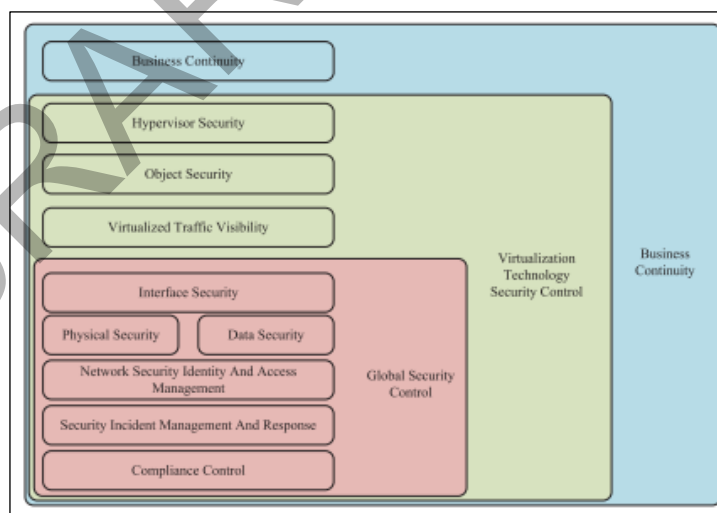 Business Continuity
Hypervisor Security
Object Security
Virtualized Traffic Visibility
Virtualization
Technology
Security Control
Business
Continuity
Interface Security
Physical Security
Data Security
Network Security Identity And Access
Management
Global Security
Control
Security Incident Management And Response
Compliance Control